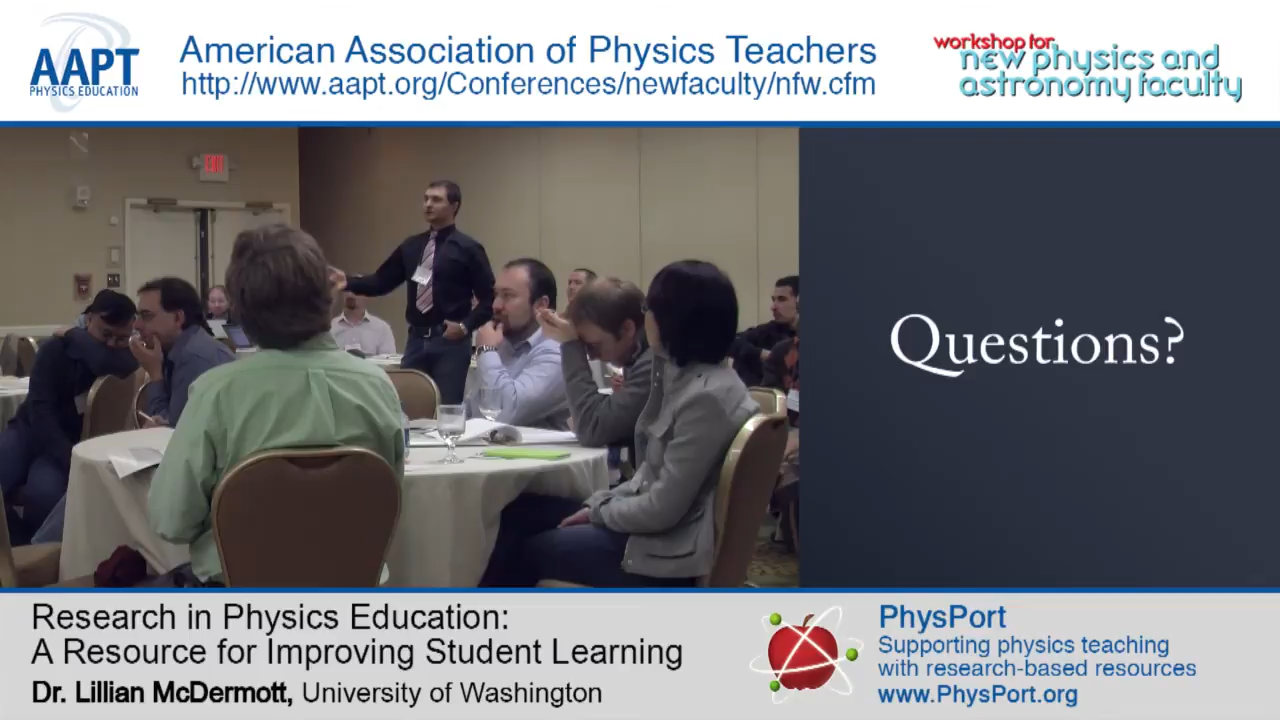 AAPT
PHYSICS EDUCATION
American Association of Physics Teachers
http://www.aapt.org/Conferences/newfaculty/nfw.cfm
workshop for
new physics and
astronomy faculty
EXIT
Questions?
Research in Physics Education:
A Resource for Improving Student Learning
Dr. Lillian McDermott, University of Washington
PhysPort
Supporting physics teaching
with research-based resources
www.PhysPort.org